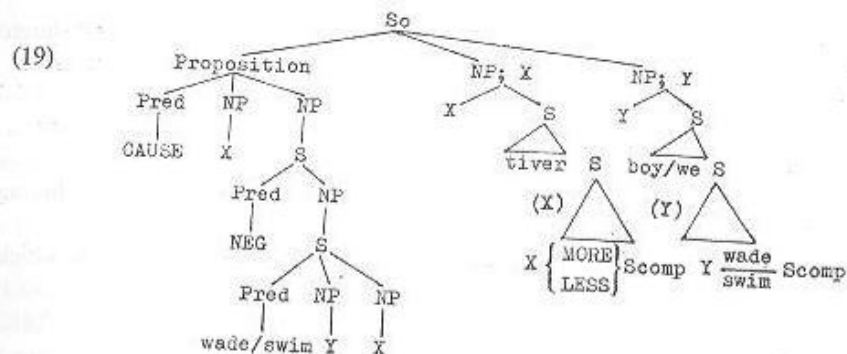 So
(19)
Proposition NP; X NP; Y
Pred NP NP X S Y S
CAUSE X S tiver boy/we S
Pred NP (X) (Y)
NEG S X { MORE LESS } Scomp Y wade swim Scomp
Pred NP NP
wade/swim Y X